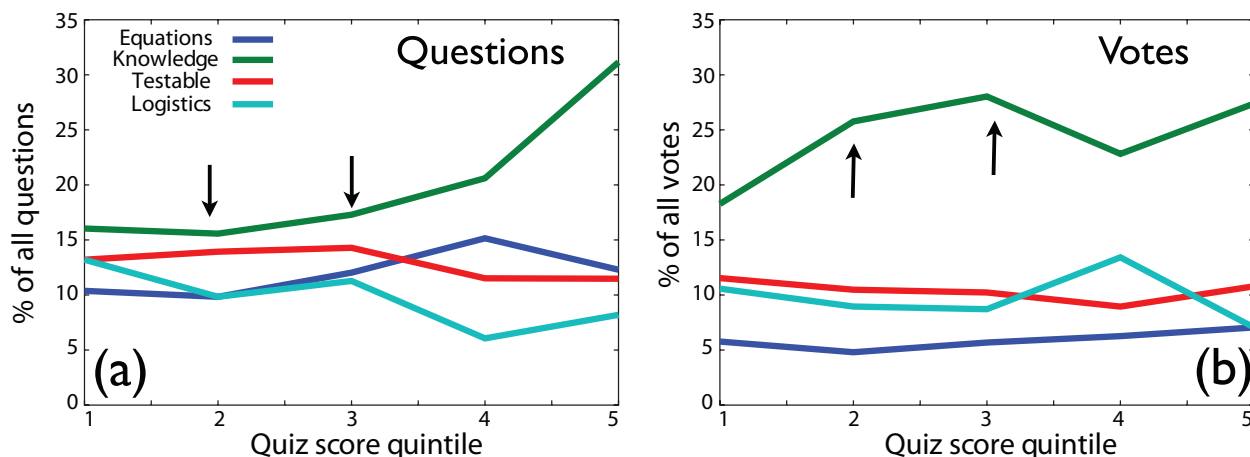 Questions
Equations
Knowledge
Testable
Logistics
% of all questions
35
30
25
20
15
10
5
0
(a)
1 2 3 4 5
Quiz score quintile
Votes
% of all votes
35
30
25
20
15
10
5
0
(b)
1 2 3 4 5
Quiz score quintile